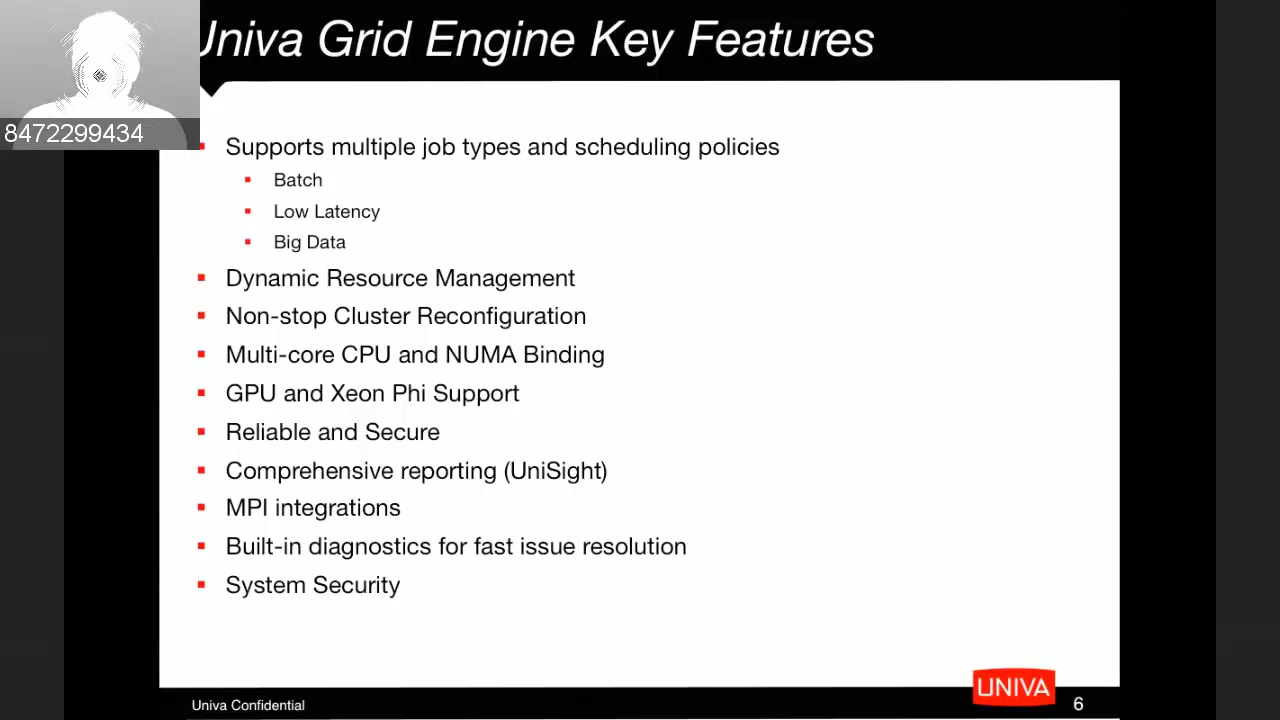 Univa Grid Engine Key Features
8472299434
Supports multiple job types and scheduling policies
Batch
Low Latency
Big Data
Dynamic Resource Management
Non-stop Cluster Reconfiguration
Multi-core CPU and NUMA Binding
GPU and Xeon Phi Support
Reliable and Secure
Comprehensive reporting (UniSight)
MPI integrations
Built-in diagnostics for fast issue resolution
System Security
UNIVA
Univa Confidential
6